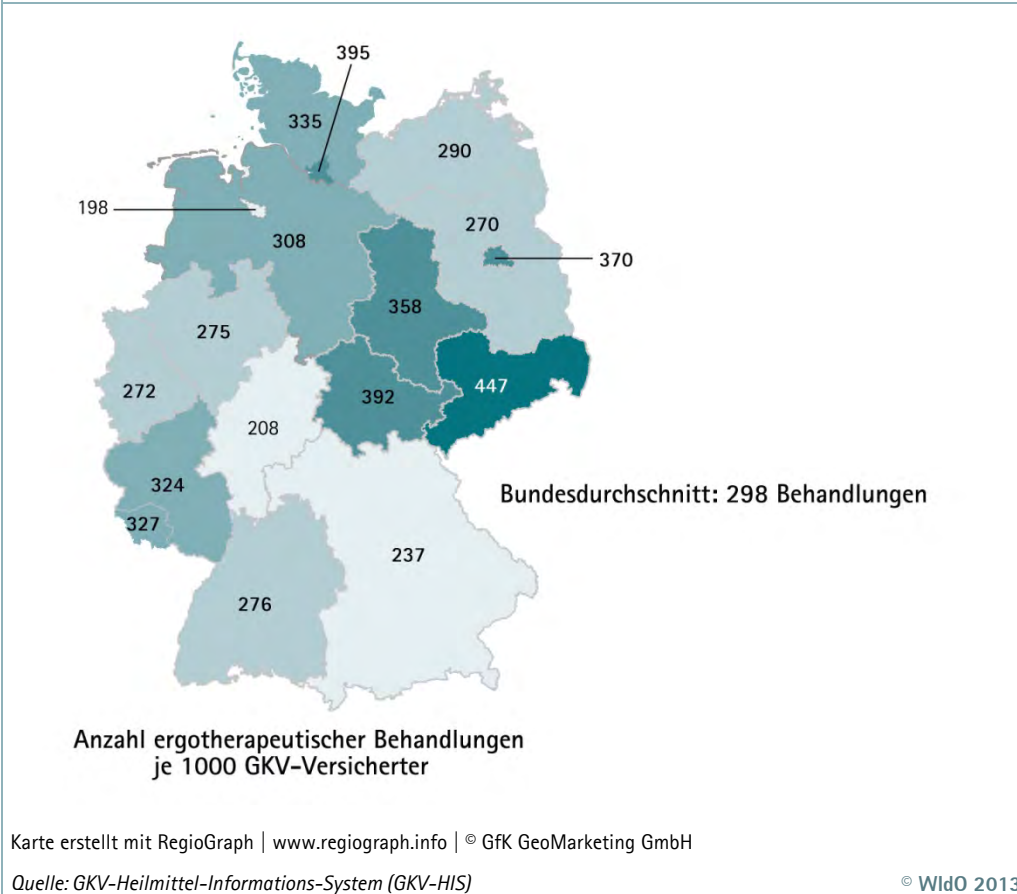 395
335
290
198
270
308
370
358
275
447
272
392
208
324
Bundesdurchschnitt: 298 Behandlungen
327
237
276
Anzahl ergotherapeutischer Behandlungen
je 1000 GKV-Versicherter
Karte erstellt mit RegioGraph | www.regiograph.info | © GfK GeoMarketing GmbH
Quelle: GKV-Heilmittel-Informations-System (GKV-HIS)
© WIdO 2013